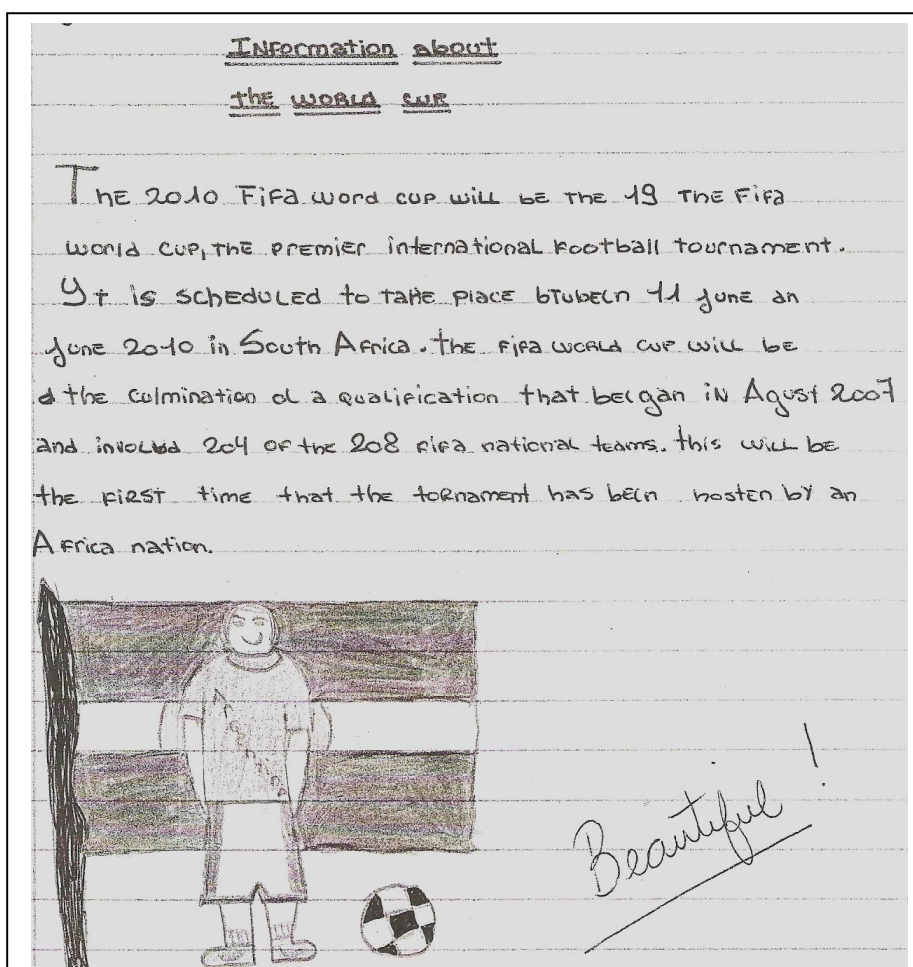 Information about
the world cup
The 2010 Fifa word cup will be the 19 the Fifa
world cup, the premier international football tournament.
Yt is scheduled to take place btubecn 11 june an
june 2010 in South Africa. the fifa world cup will be
the culmination of a qualification that becgan in Agust 2007
and involved 204 of the 208 fifa national teams. this will be
the first time that the tornament has becn hosten by an
Africa nation.
Beautiful!